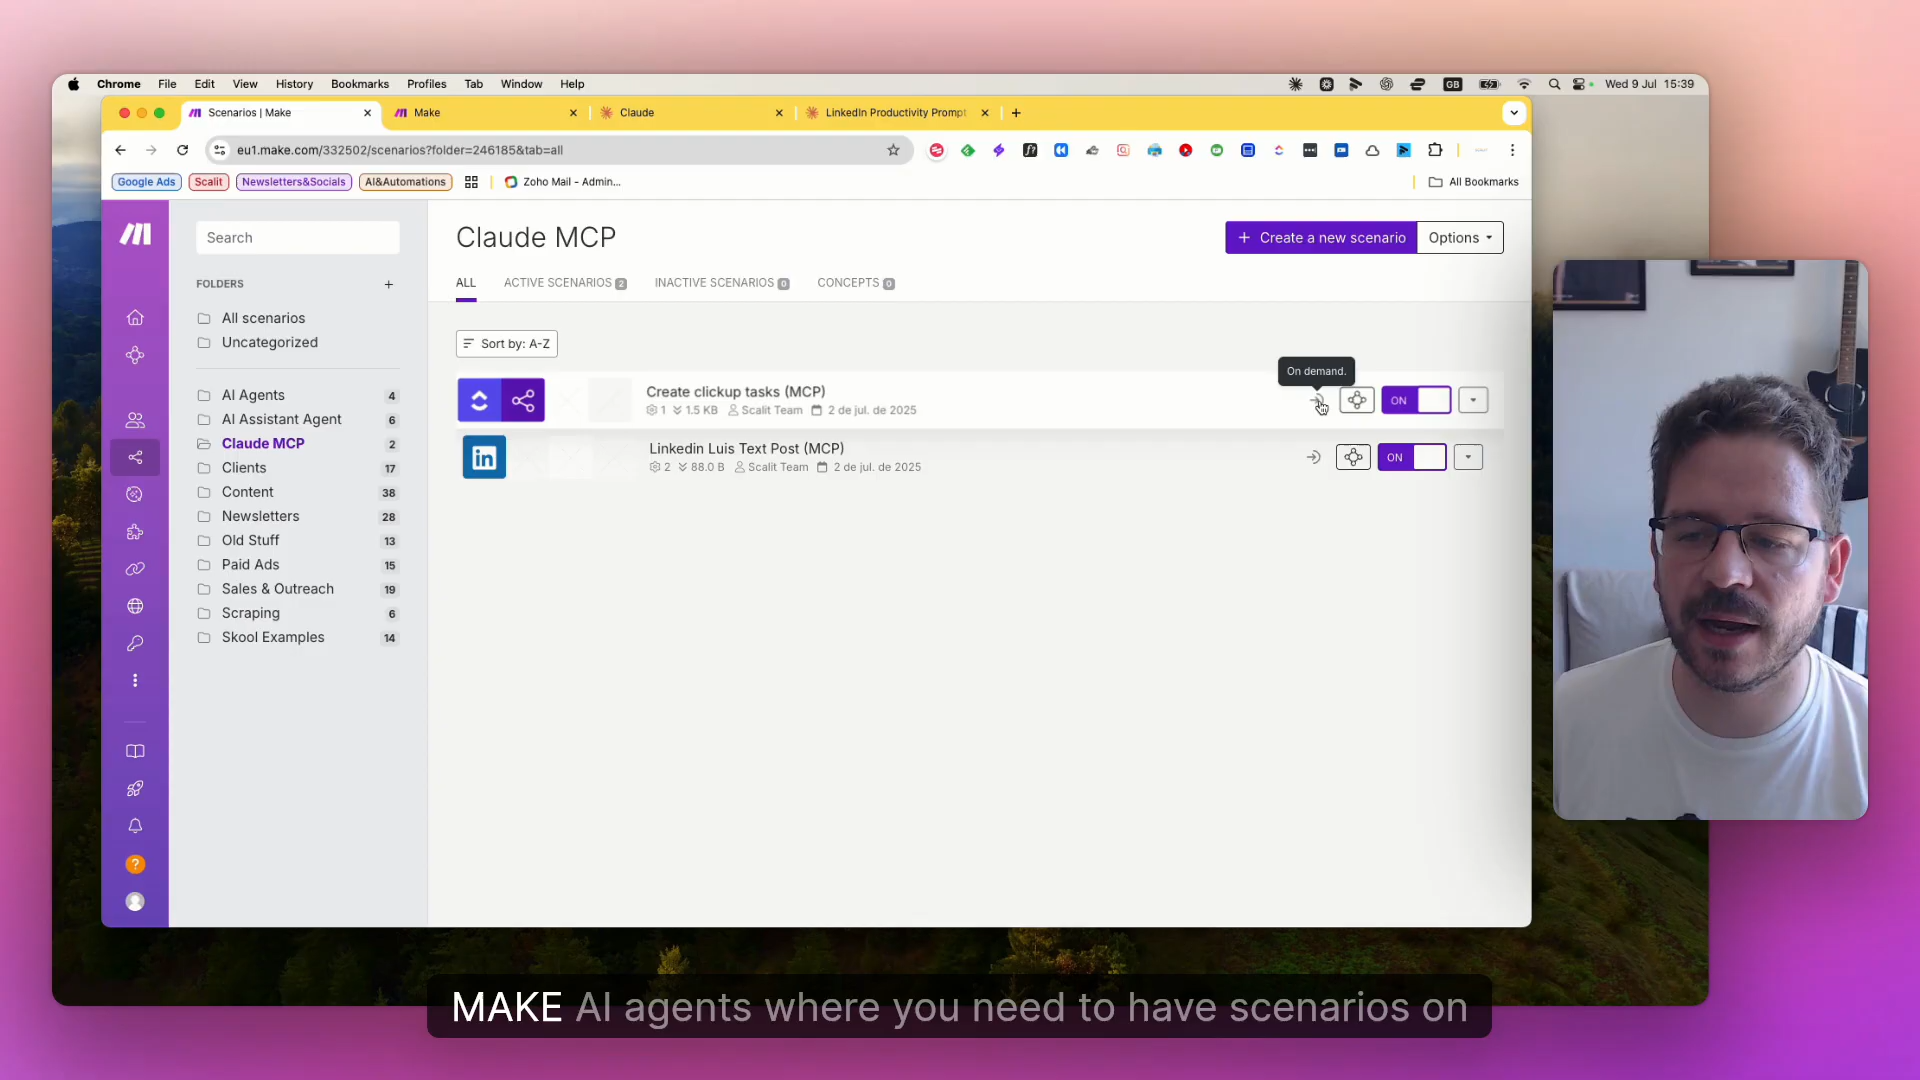 Chrome File Edit View History Bookmarks Profiles Tab Window Help
GB
Wed 9 Jul 15:39
Scenarios | Make
Make
Claude
LinkedIn Productivity Prompt
eu1.make.com/332502/scenarios?folder=246185&tab=all
Google Ads
Scalit
Newsletters&Socials
AI&Automations
Zoho Mail - Admin...
All Bookmarks
Search
FOLDERS
All scenarios
Uncategorized
AI Agents 4
AI Assistant Agent 6
Claude MCP 2
Clients 17
Content 38
Newsletters 28
Old Stuff 13
Paid Ads 15
Sales & Outreach 19
Scraping 6
Skool Examples 14
?
Claude MCP
+ Create a new scenario
Options
ALL
ACTIVE SCENARIOS 2
INACTIVE SCENARIOS 0
CONCEPTS 0
Sort by: A-Z
On demand.
Create clickup tasks (MCP)
1 1.5 KB Scalit Team 2 de jul. de 2025
ON
in
Linkedin Luis Text Post (MCP)
2 88.0 B Scalit Team 2 de jul. de 2025
ON
MAKE AI agents where you need to have scenarios on